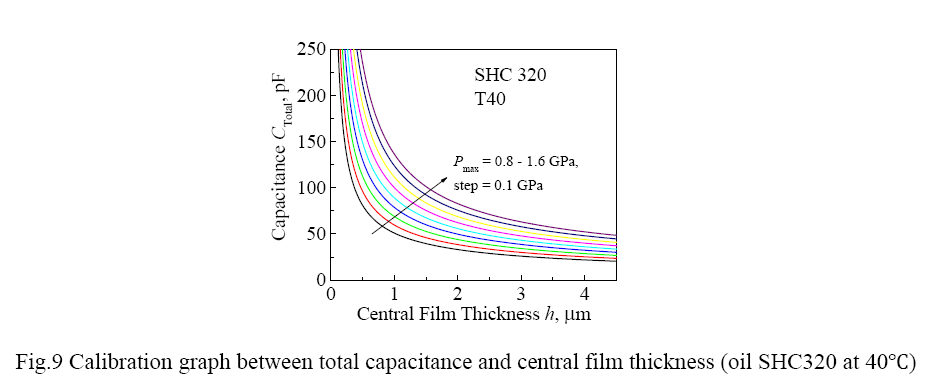 250
200
150
100
50
0
Capacitance C_Total, pF
SHC 320
T40
P_max = 0.8 - 1.6 GPa,
step = 0.1 GPa
0 1 2 3 4
Central Film Thickness h, μm
Fig.9 Calibration graph between total capacitance and central film thickness (oil SHC320 at 40℃)